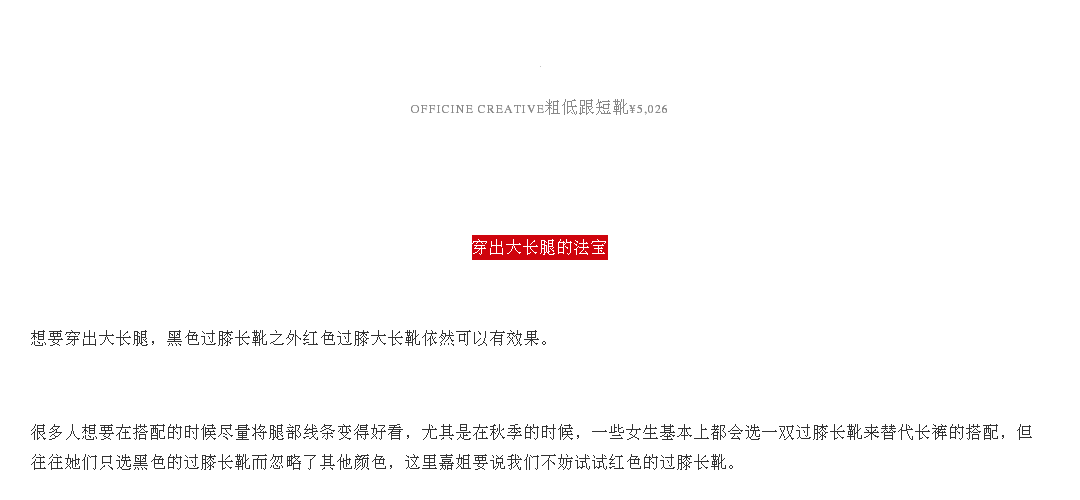 OFFICINE CREATIVE粗低跟短靴¥5,026
穿出大长腿的法宝
想要穿出大长腿，黑色过膝长靴之外红色过膝大长靴依然可以有效果。
很多人想要在搭配的时候尽量将腿部线条变得好看，尤其是在秋季的时候，一些女生基本上都会选一双过膝长靴来替代长裤的搭配，但
往往她们只选黑色的过膝长靴而忽略了其他颜色，这里嘉姐要说我们不妨试试红色的过膝长靴。